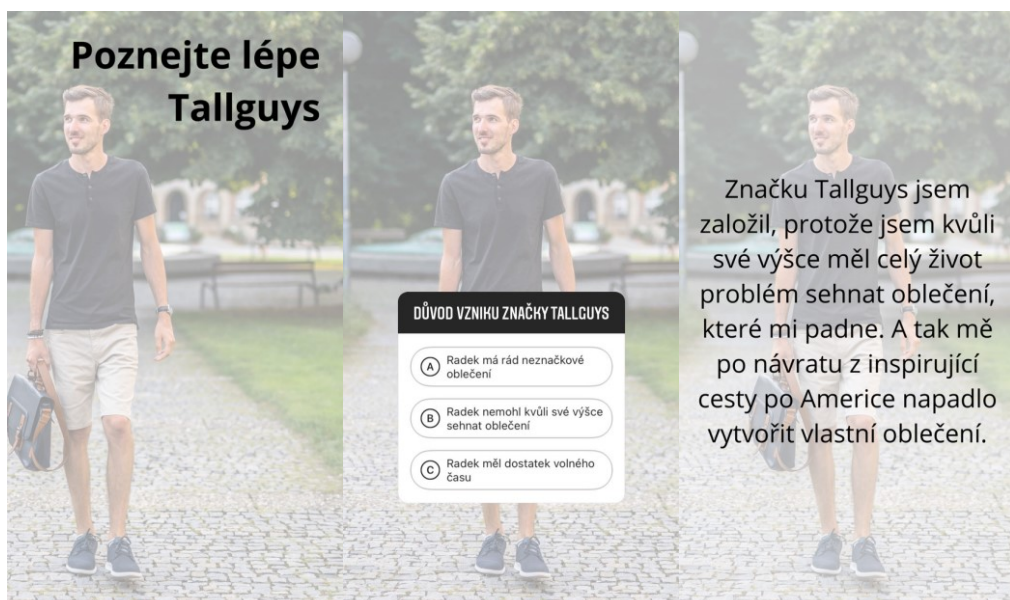 Poznejte lépe
Tallguys
DŮVOD VZNIKU ZNAČKY TALLGUYS
A Radek má rád neznačkové
oblečení
B Radek nemohl kvůli své výšce
sehnat oblečení
C Radek měl dostatek volného
času
Značku Tallguys jsem
založil, protože jsem kvůli
své výšce měl celý život
problém sehnat oblečení,
které mi padne. A tak mě
po návratu z inspirující
cesty po Americe napadlo
vytvořit vlastní oblečení.